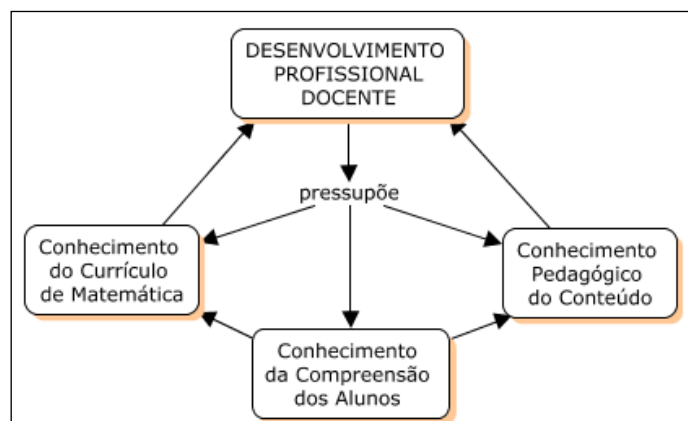 DESENVOLVIMENTO
PROFISSIONAL
DOCENTE
pressupõe
Conhecimento
do Currículo
de Matemática
Conhecimento
Pedagógico
do Conteúdo
Conhecimento
da Compreensão
dos Alunos